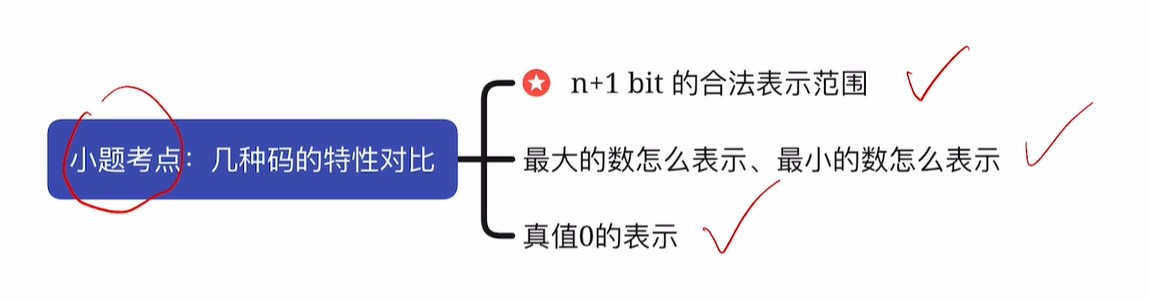 小题考点：几种码的特性对比
n+1 bit 的合法表示范围
最大的数怎么表示、最小的数怎么表示
真值0的表示